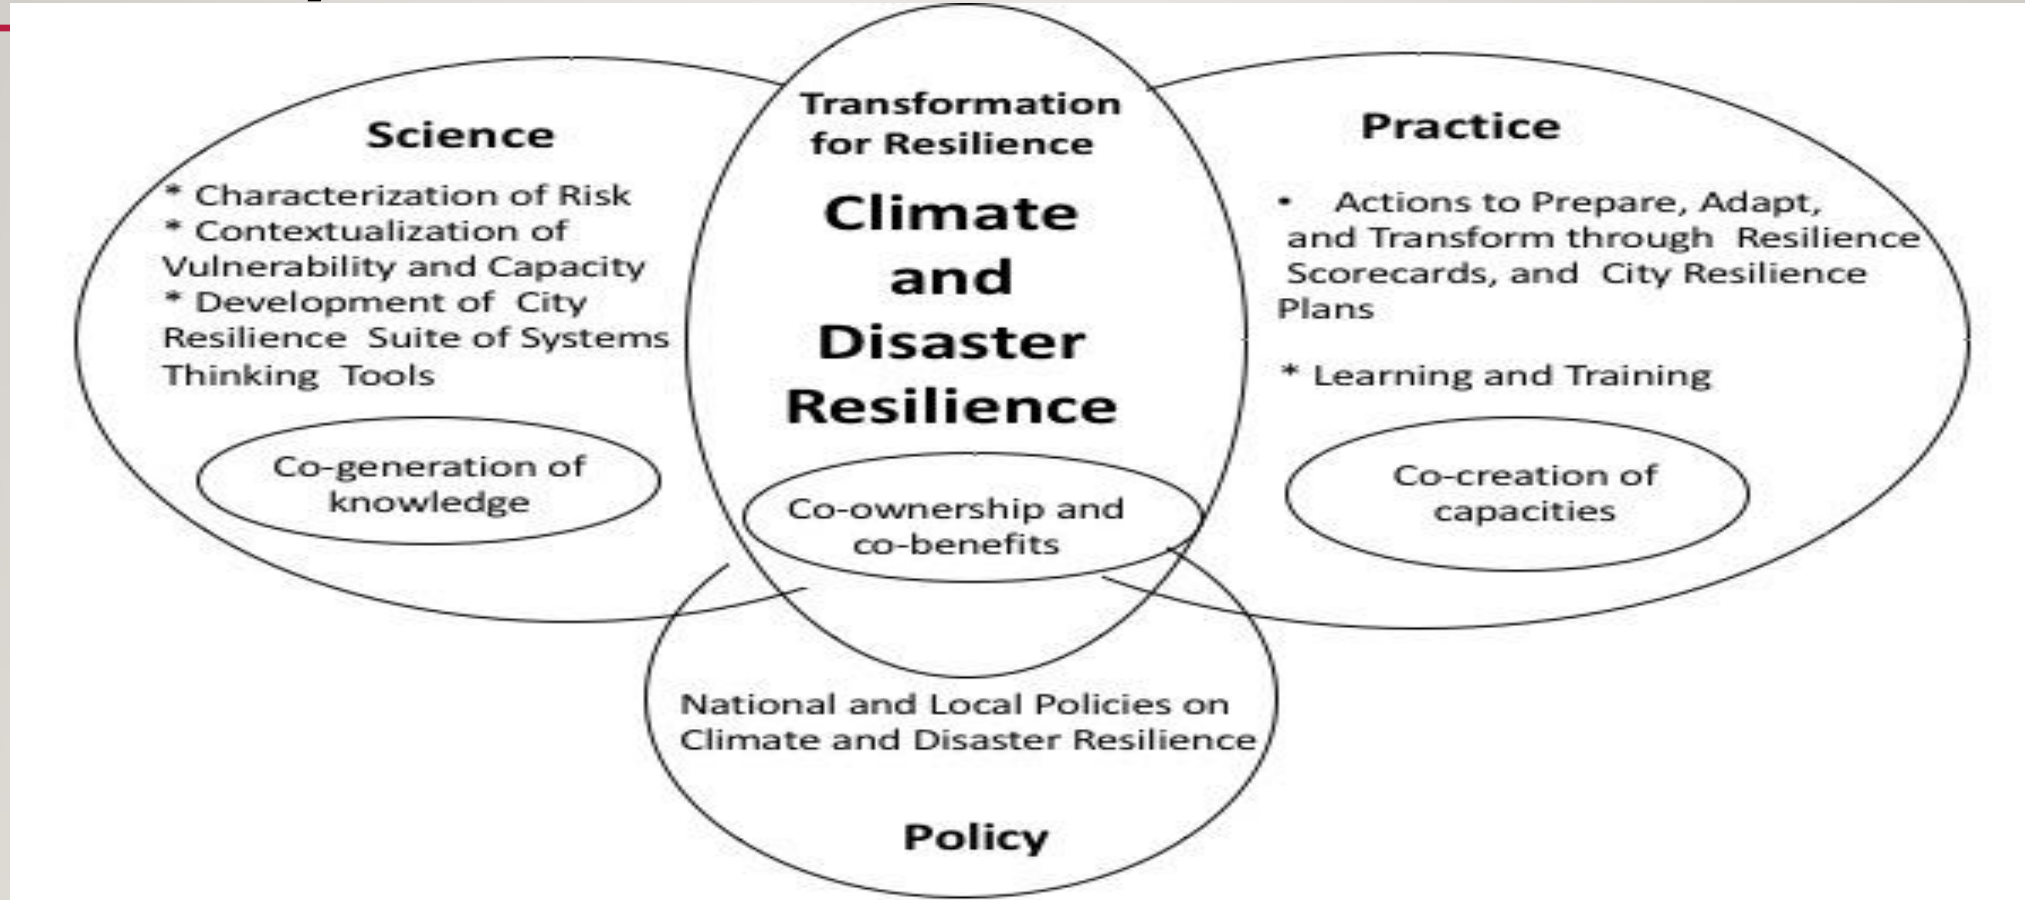 Science
* Characterization of Risk
* Contextualization of
Vulnerability and Capacity
* Development of City
Resilience Suite of Systems
Thinking Tools
Co-generation of
knowledge
Transformation
for Resilience
Climate
and
Disaster
Resilience
Co-ownership and
co-benefits
Practice
• Actions to Prepare, Adapt,
and Transform through Resilience
Scorecards, and City Resilience
Plans
* Learning and Training
Co-creation of
capacities
National and Local Policies on
Climate and Disaster Resilience
Policy